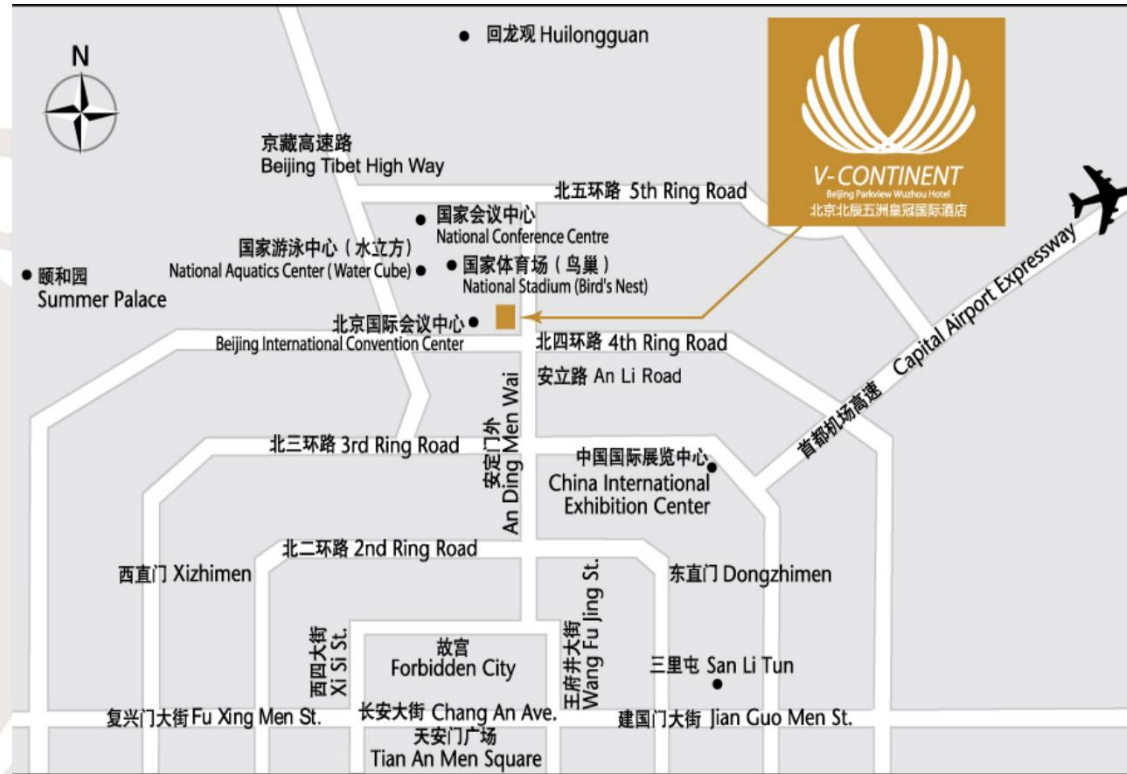 N
回龙观 Huilongguan
V-CONTINENT
Beijing Parkview Wuzhou Hotel
北京北辰五洲皇冠国际酒店
京藏高速路
Beijing Tibet High Way
北五环路 5th Ring Road
国家会议中心
National Conference Centre
国家游泳中心（水立方）
National Aquatics Center (Water Cube)
国家体育场（鸟巢）
National Stadium (Bird's Nest)
颐和园
Summer Palace
首都机场高速 Capital Airport Expressway
北京国际会议中心
Beijing International Convention Center
北四环路 4th Ring Road
安立路 An Li Road
安定门外
An Ding Men Wai
北三环路 3rd Ring Road
中国国际展览中心
China International
Exhibition Center
北二环路 2nd Ring Road
西直门 Xizhimen
东直门 Dongzhimen
西四大街
Xi Si St.
故宫
Forbidden City
王府井大街
Wang Fu Jing St.
三里屯 San Li Tun
复兴门大街 Fu Xing Men St.
长安大街 Chang An Ave.
建国门大街 Jian Guo Men St.
天安门广场
Tian An Men Square